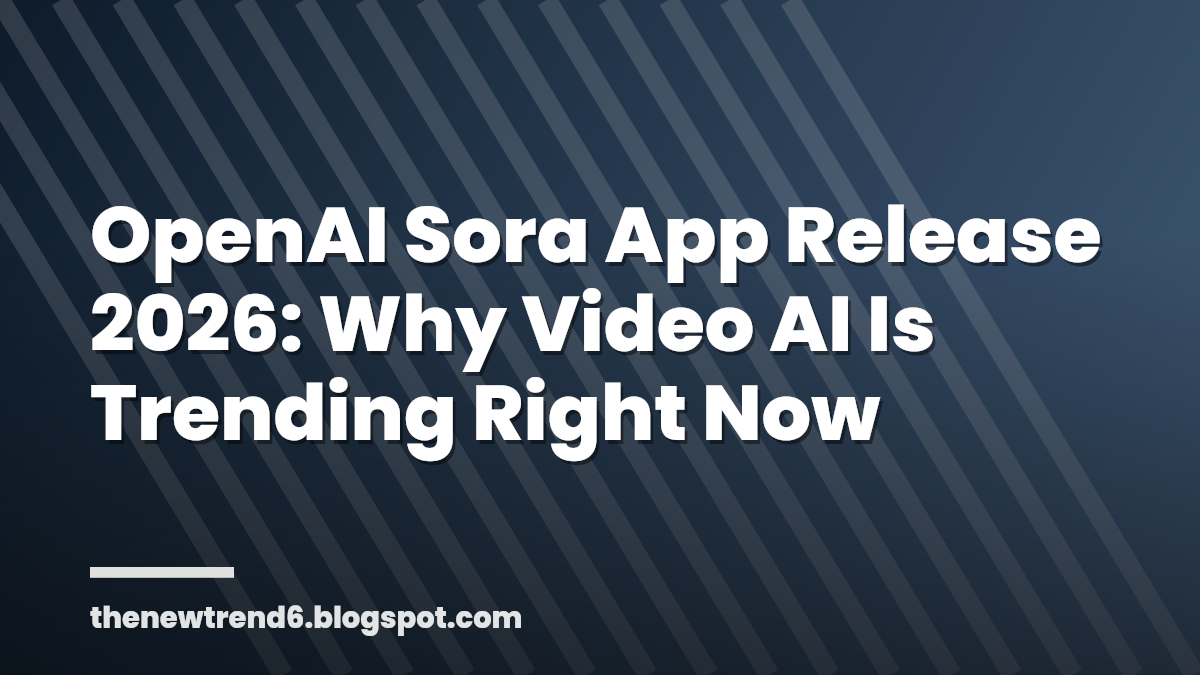 OpenAI Sora App Release
2026: Why Video AI Is
Trending Right Now
thenewtrend6.blogspot.com